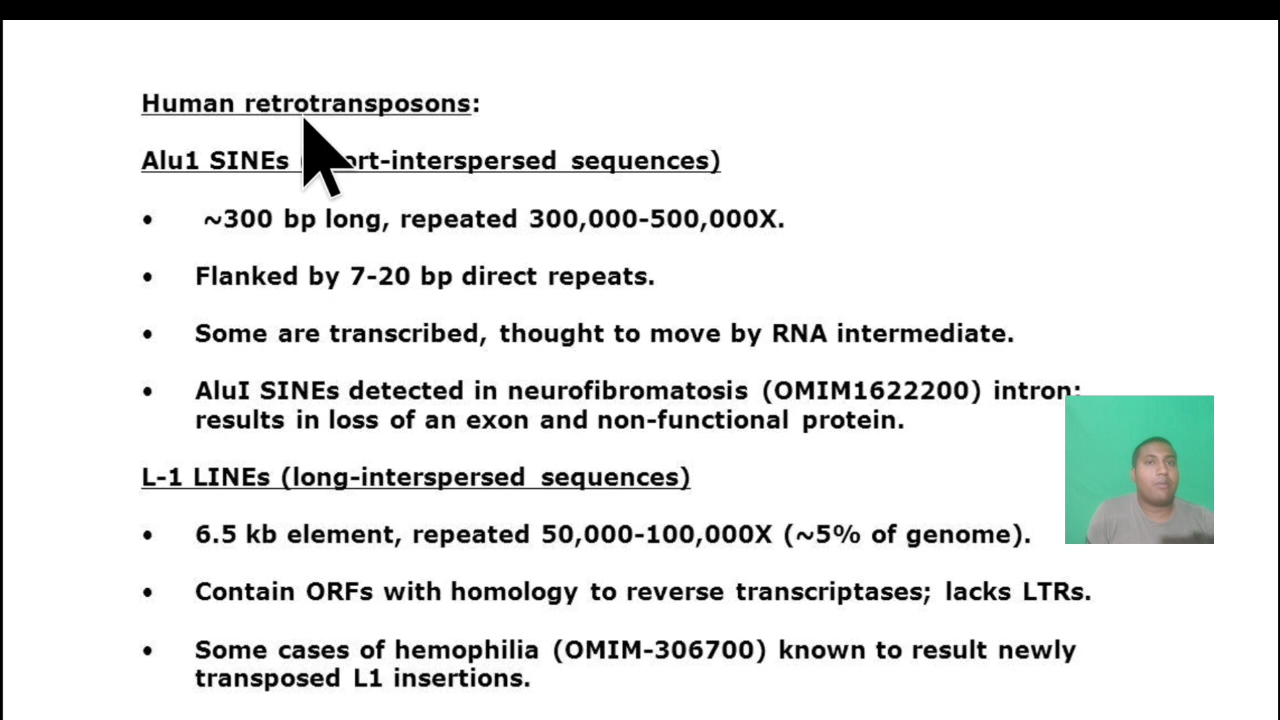 Human retrotransposons:
Alu1 SINEs ort-interspersed sequences)
• ~300 bp long, repeated 300,000-500,000X.
• Flanked by 7-20 bp direct repeats.
• Some are transcribed, thought to move by RNA intermediate.
• AluI SINEs detected in neurofibromatosis (OMIM1622200) intron;
results in loss of an exon and non-functional protein.
L-1 LINEs (long-interspersed sequences)
• 6.5 kb element, repeated 50,000-100,000X (~5% of genome).
• Contain ORFs with homology to reverse transcriptases; lacks LTRs.
• Some cases of hemophilia (OMIM-306700) known to result newly
transposed L1 insertions.